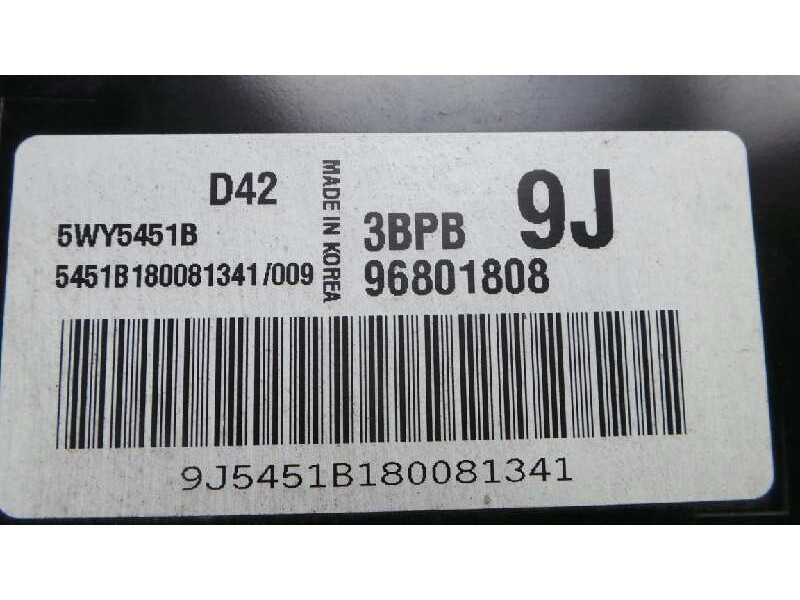 D42
5WY5451B
5451B180081341/009
MADE IN KOREA
3BPB 9J
96801808
9J5451B180081341